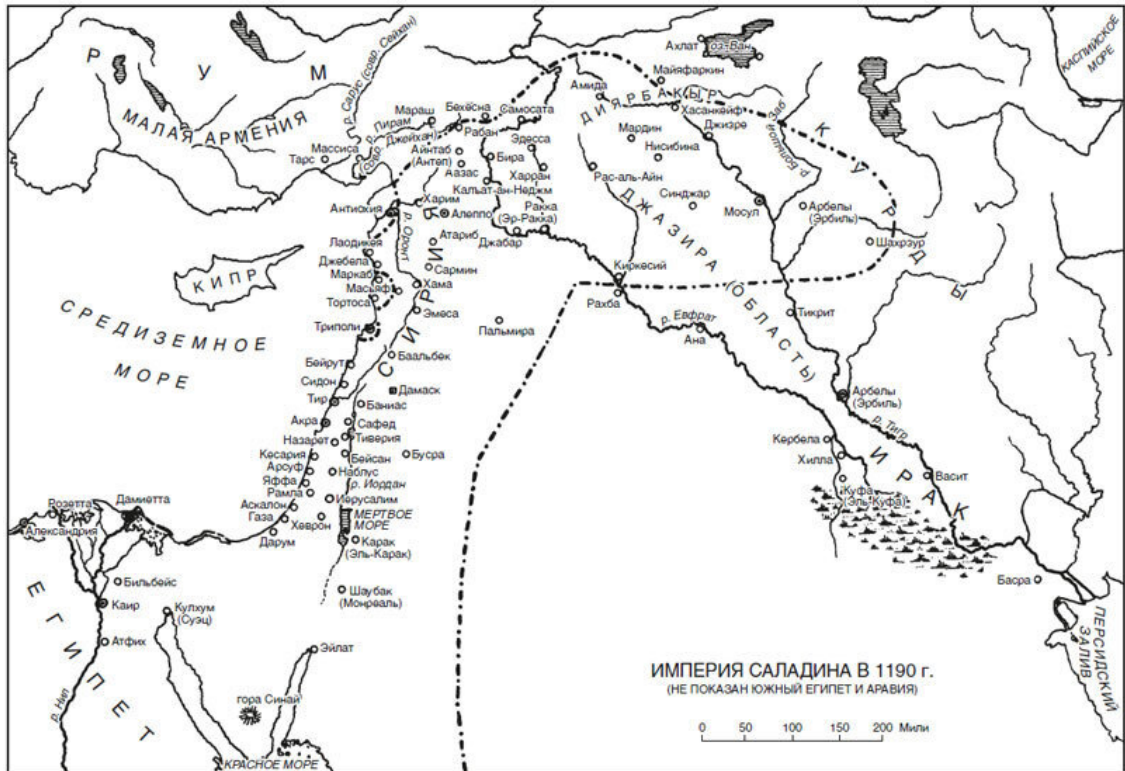 РУМ
МАЛАЯ АРМЕНИЯ
р. Сарус (совр. Сейхан)
р. Пирам
(совр. Джейхан)
Массиса
Тарс
Мараш
Бехёсна
Самосата
Рабан
Айнтаб
(Антеп)
Аазас
Бира
Эдесса
Харран
Калъат-ан-Неджм
Ракка
(Эр-Ракка)
Джабар
Амида
ДИЯРБАКЫР
Майяфаркин
Ахлат
оз. Ван
Хасанкейф
Джизре
Мардин
Нисибина
Рас-аль-Айн
Синджар
Мосул
р. Большой Заб
Арбелы
(Эрбиль)
Шахрзур
КУРДЫ
КАСПИЙСКОЕ
МОРЕ
ДЖАЗИРА (ОБЛАСТЬ)
Киркесий
Рахба
р. Евфрат
Ана
Тикрит
Арбелы
(Эрбиль)
р. Тигр
Кербела
Хилла
Куфа
(Эль-Куфа)
Васит
ИРАК
Басра
ПЕРСИДСКИЙ
ЗАЛИВ
Антиохия
Харим
Алеппо
р. Оронт
СИРИЯ
Атариб
Сармин
Лаодикея
Джебела
Маркаб
Масьяф
Тортоса
Хама
Эмеса
Триполи
Пальмира
КИПР
СРЕДИЗЕМНОЕ
МОРЕ
Бейрут
Баальбек
Сидон
Дамаск
Тир
Баниас
Акра
Сафед
Назарет
Тиверия
Кесария
Бейсан
Бусра
Арсуф
Наблус
Яффа
р. Иордан
Рамла
Иерусалим
Аскалон
Газа
Хеврон
МЕРТВОЕ
МОРЕ
Дарум
Карак
(Эль-Карак)
Шаубак
(Монреаль)
Розетта
Дамиетта
Александрия
Бильбейс
Каир
Кулхум
(Суэц)
Атфих
Эйлат
гора Синай
р. Нил
ЕГИПЕТ
КРАСНОЕ МОРЕ
ИМПЕРИЯ САЛАДИНА В 1190 г.
(НЕ ПОКАЗАН ЮЖНЫЙ ЕГИПЕТ И АРАВИЯ)
0 50 100 150 200 Мили